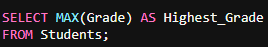 SELECT MAX(Grade) AS Highest_Grade
FROM Students;